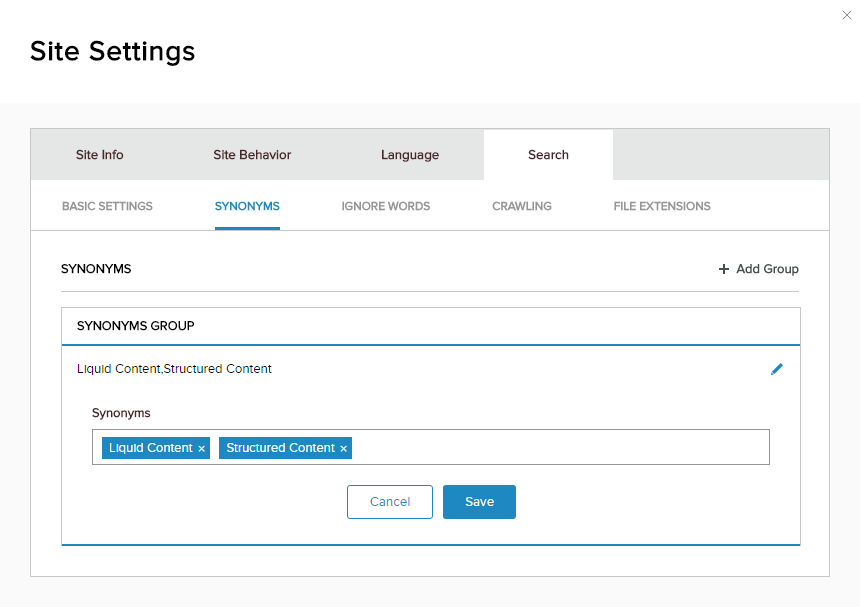 Site Settings
Site Info Site Behavior Language Search
BASIC SETTINGS SYNONYMS IGNORE WORDS CRAWLING FILE EXTENSIONS
SYNONYMS + Add Group
SYNONYMS GROUP
Liquid Content,Structured Content
Synonyms
Liquid Content × Structured Content ×
Cancel Save